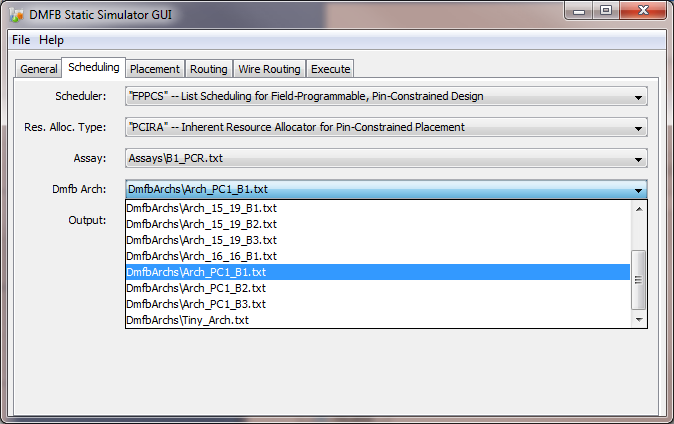 DMFB Static Simulator GUI
File Help
General Scheduling Placement Routing Wire Routing Execute
Scheduler: "FPPCS" -- List Scheduling for Field-Programmable, Pin-Constrained Design
Res. Alloc. Type: "PCIRA" -- Inherent Resource Allocator for Pin-Constrained Placement
Assay: Assays\B1_PCR.txt
Dmfb Arch: DmfbArchs\Arch_PC1_B1.txt
Output:
DmfbArchs\Arch_15_19_B1.txt
DmfbArchs\Arch_15_19_B2.txt
DmfbArchs\Arch_15_19_B3.txt
DmfbArchs\Arch_16_16_B1.txt
DmfbArchs\Arch_PC1_B1.txt
DmfbArchs\Arch_PC1_B2.txt
DmfbArchs\Arch_PC1_B3.txt
DmfbArchs\Tiny_Arch.txt